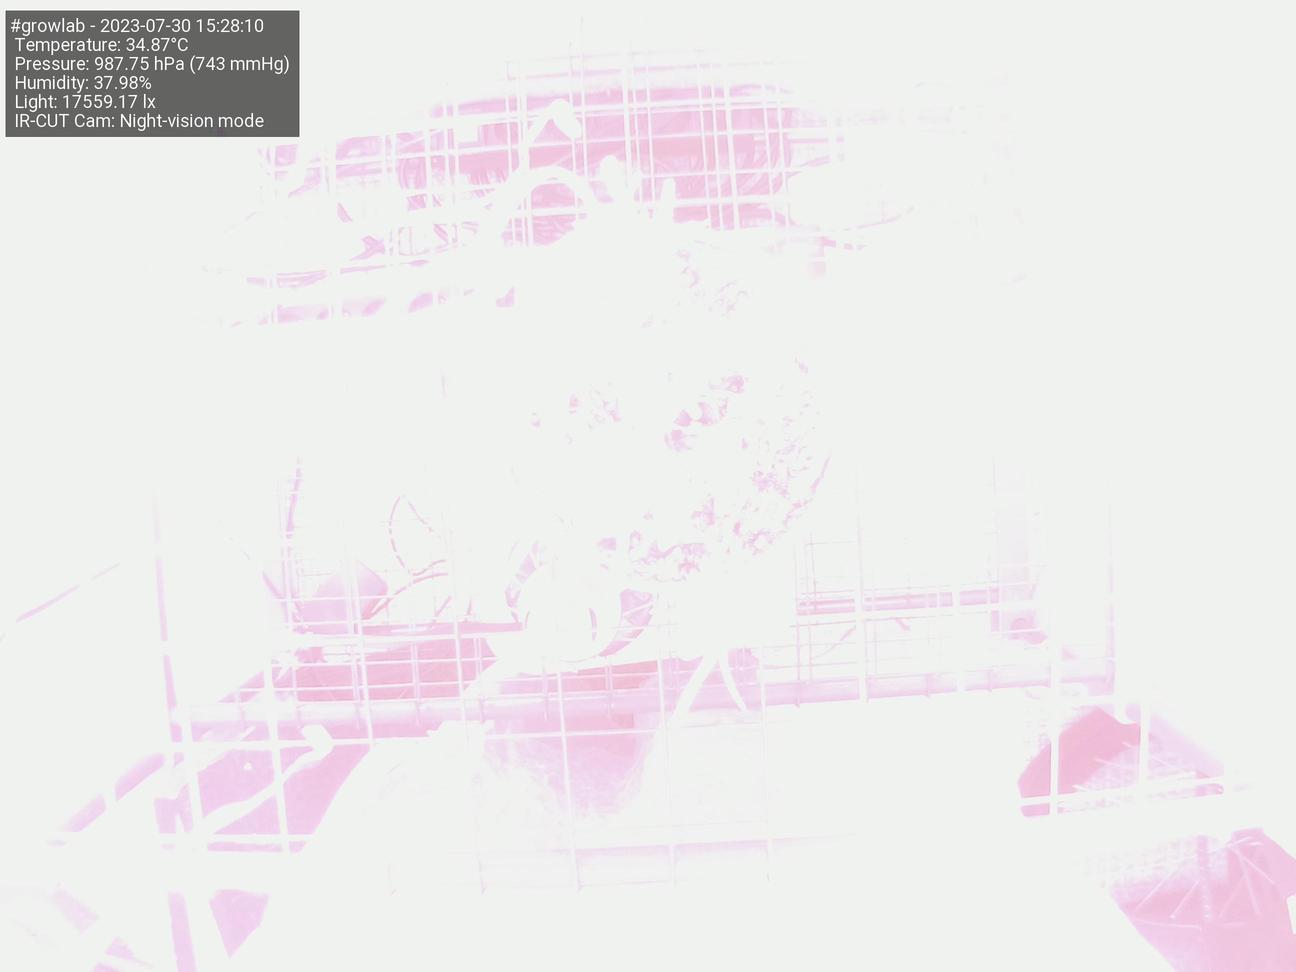 #growlab - 2023-07-30 15:28:10
Temperature: 34.87°C
Pressure: 987.75 hPa (743 mmHg)
Humidity: 37.98%
Light: 17559.17 lx
IR-CUT Cam: Night-vision mode